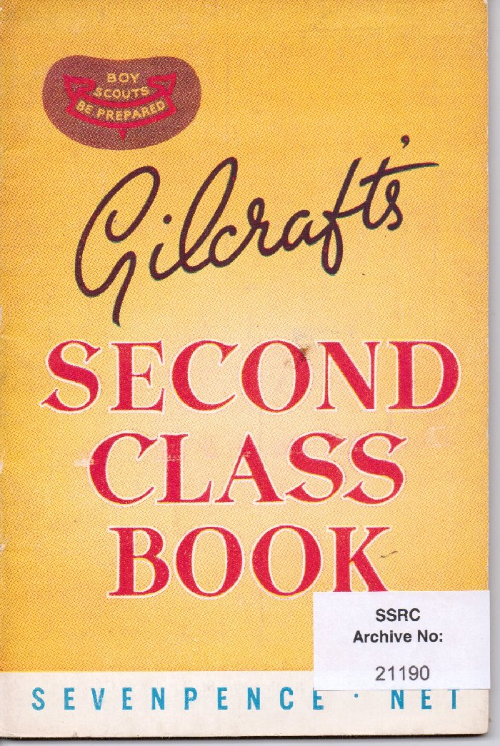 BOY
SCOUTS
BE PREPARED
Gilcraft's
SECOND
CLASS
BOOK
SSRC
Archive No:
21190
SEVENPENCE · NET